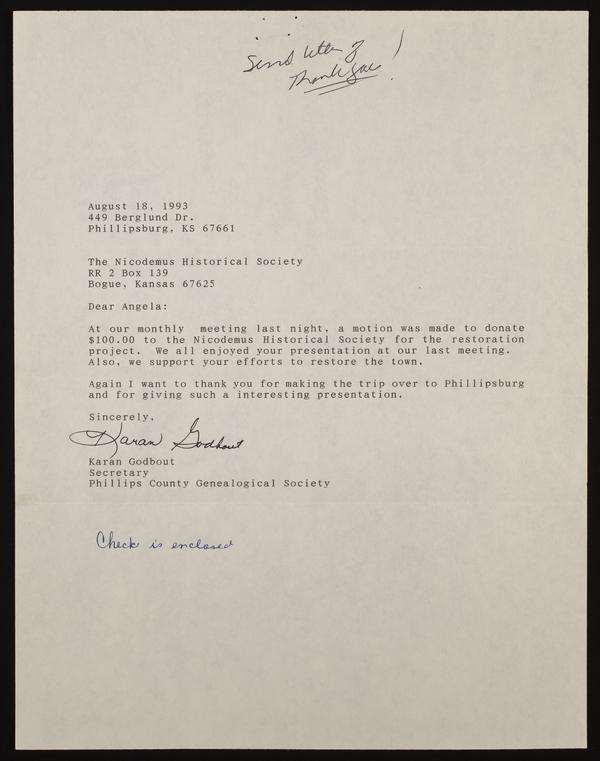 Send letter of
Thank You!
August 18, 1993
449 Berglund Dr.
Phillipsburg, KS 67661
The Nicodemus Historical Society
RR 2 Box 139
Bogue, Kansas 67625
Dear Angela:
At our monthly  meeting last night, a motion was made to donate
$100.00 to the Nicodemus Historical Society for the restoration
project.  We all enjoyed your presentation at our last meeting.
Also, we support your efforts to restore the town.
Again I want to thank you for making the trip over to Phillipsburg
and for giving such a interesting presentation.
Sincerely,
Karan Godbout
Karan Godbout
Secretary
Phillips County Genealogical Society
Check is enclosed